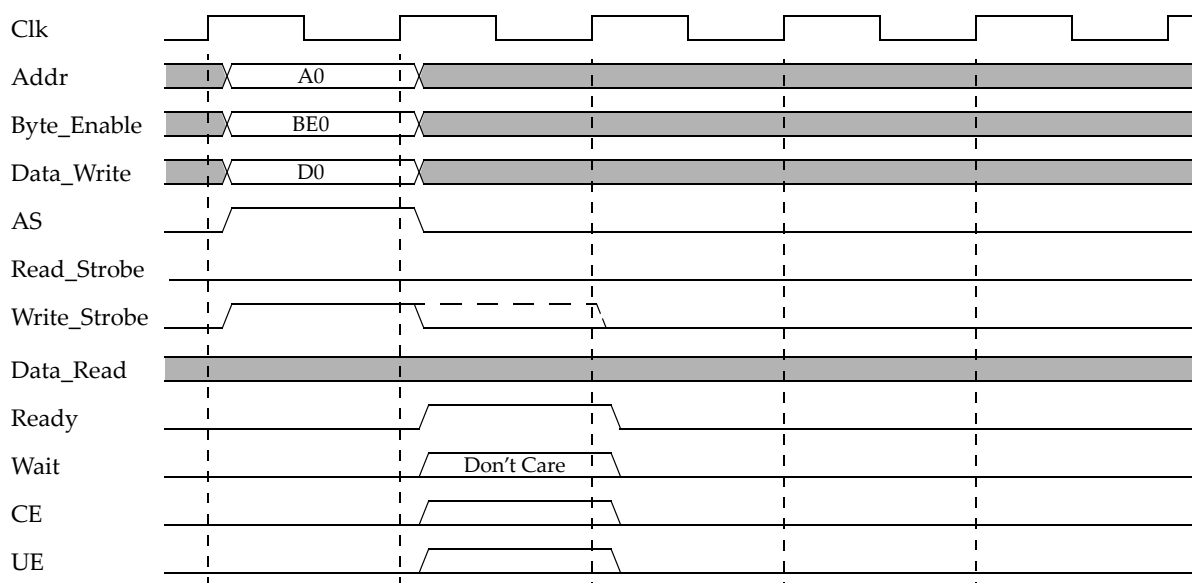 Clk
Addr A0
Byte_Enable BE0
Data_Write D0
AS
Read_Strobe
Write_Strobe
Data_Read
Ready
Wait Don't Care
CE
UE